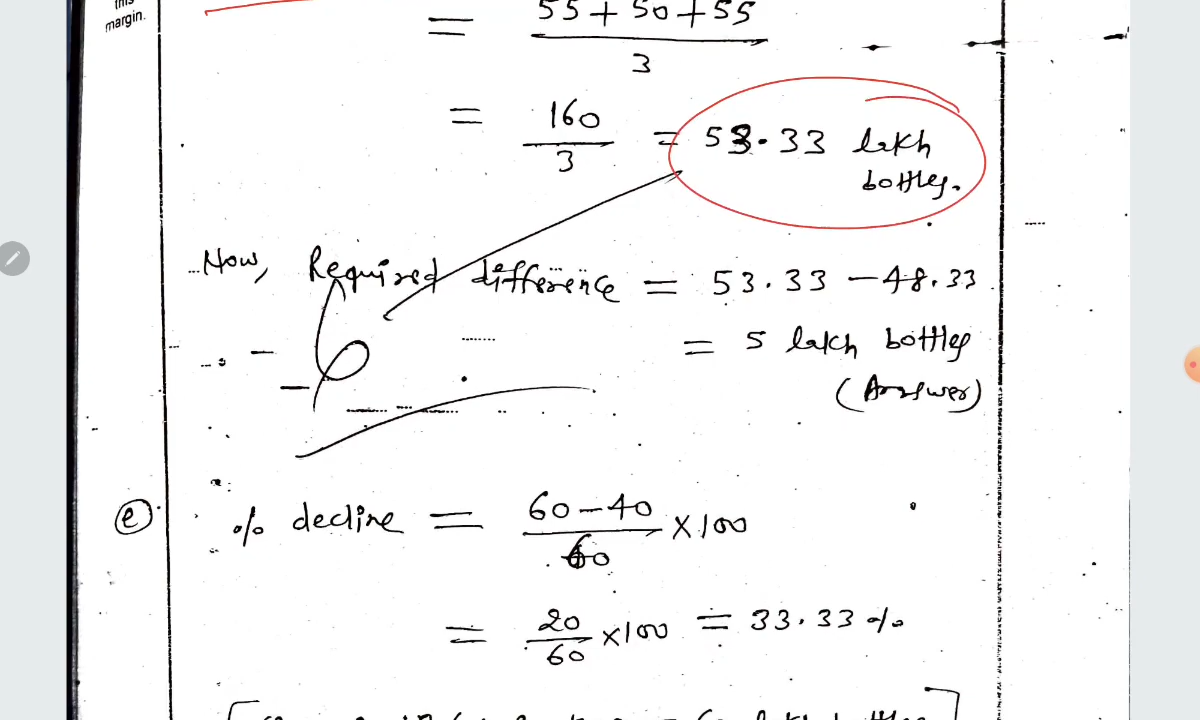 margin.
= 55 + 50 + 55
3
= 160 / 3 = 53.33 lakh
bottles.
Now, Required difference = 53.33 - 48.33
= 5 lakh bottles
(Answer)
(e) % decline = 60-40 / 60 × 100
= 20 / 60 × 100 = 33.33 %